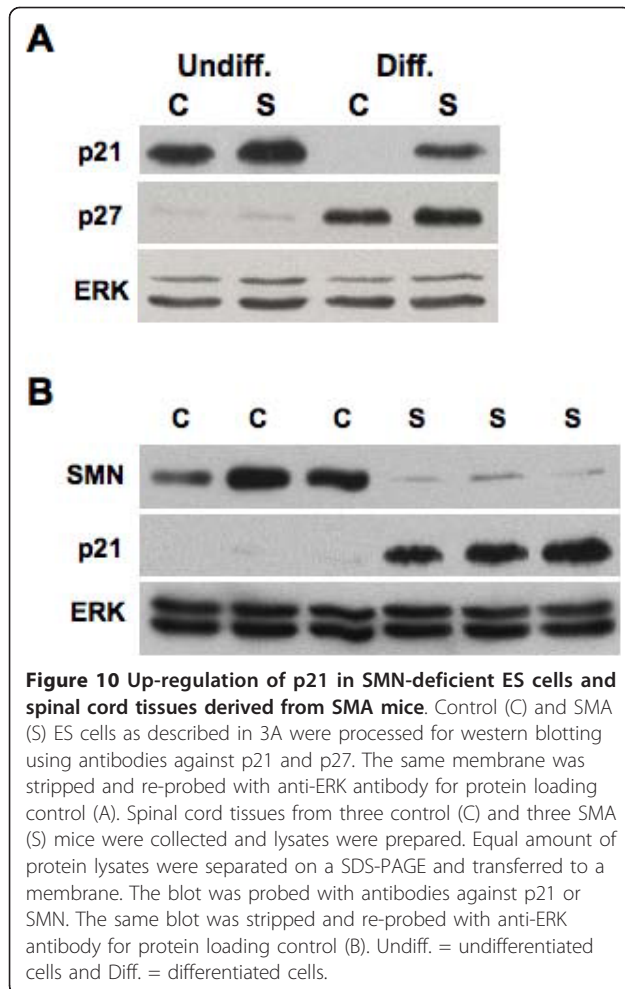 A
Undiff. Diff.
C S C S
p21
p27
ERK
B
C C C S S S
SMN
p21
ERK
Figure 10 Up-regulation of p21 in SMN-deficient ES cells and
spinal cord tissues derived from SMA mice. Control (C) and SMA
(S) ES cells as described in 3A were processed for western blotting
using antibodies against p21 and p27. The same membrane was
stripped and re-probed with anti-ERK antibody for protein loading
control (A). Spinal cord tissues from three control (C) and three SMA
(S) mice were collected and lysates were prepared. Equal amount of
protein lysates were separated on a SDS-PAGE and transferred to a
membrane. The blot was probed with antibodies against p21 or
SMN. The same blot was stripped and re-probed with anti-ERK
antibody for protein loading control (B). Undiff. = undifferentiated
cells and Diff. = differentiated cells.